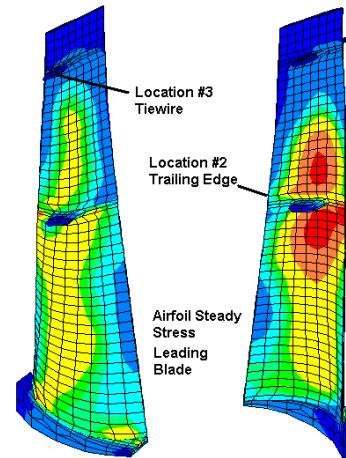 Location #3
Tiewire
Location #2
Trailing Edge
Airfoil Steady
Stress
Leading
Blade